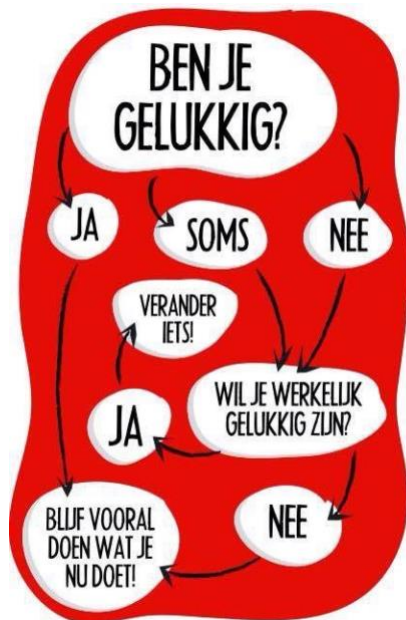 BEN JE
GELUKKIG?
JA
SOMS
NEE
VERANDER
IETS!
WIL JE WERKELIJK
GELUKKIG ZIJN?
JA
NEE
BLIJF VOORAL
DOEN WAT JE
NU DOET!